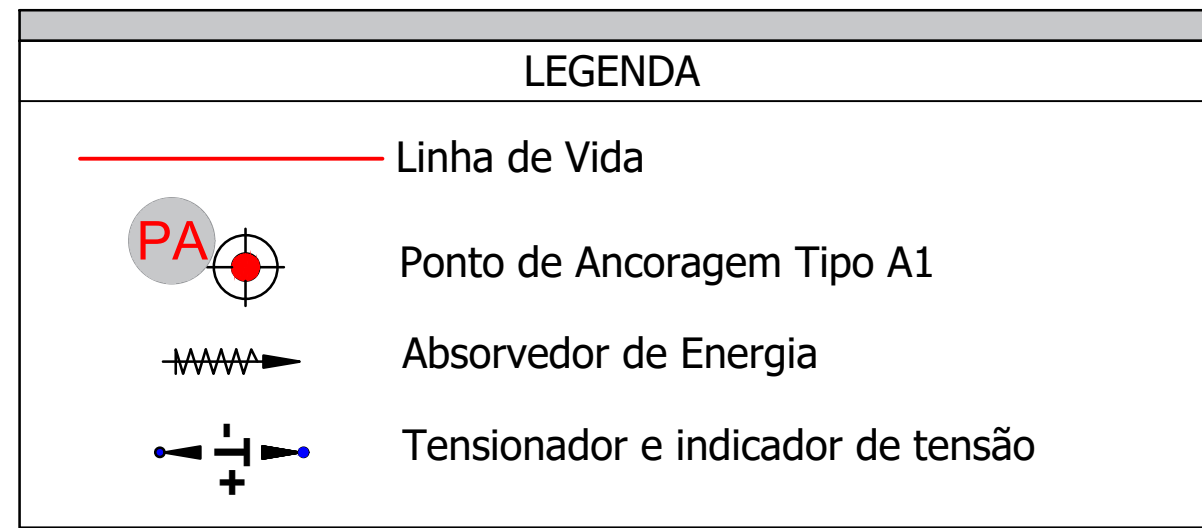 LEGENDA
Linha de Vida
PA
Ponto de Ancoragem Tipo A1
Absorvedor de Energia
-
+
Tensionador e indicador de tensão